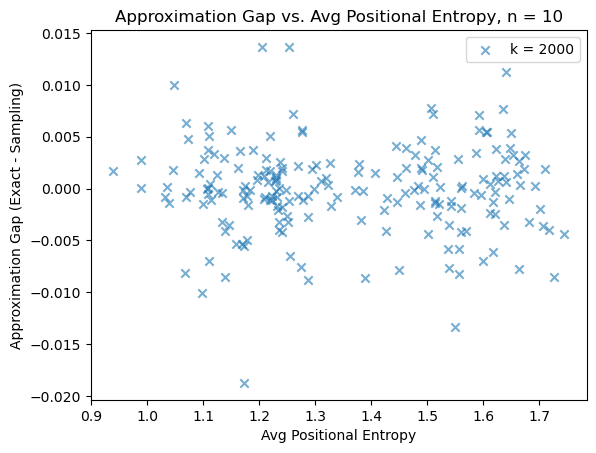 Approximation Gap vs. Avg Positional Entropy, n = 10
k = 2000
Approximation Gap (Exact - Sampling)
0.015
0.010
0.005
0.000
−0.005
−0.010
−0.015
−0.020
0.9 1.0 1.1 1.2 1.3 1.4 1.5 1.6 1.7
Avg Positional Entropy